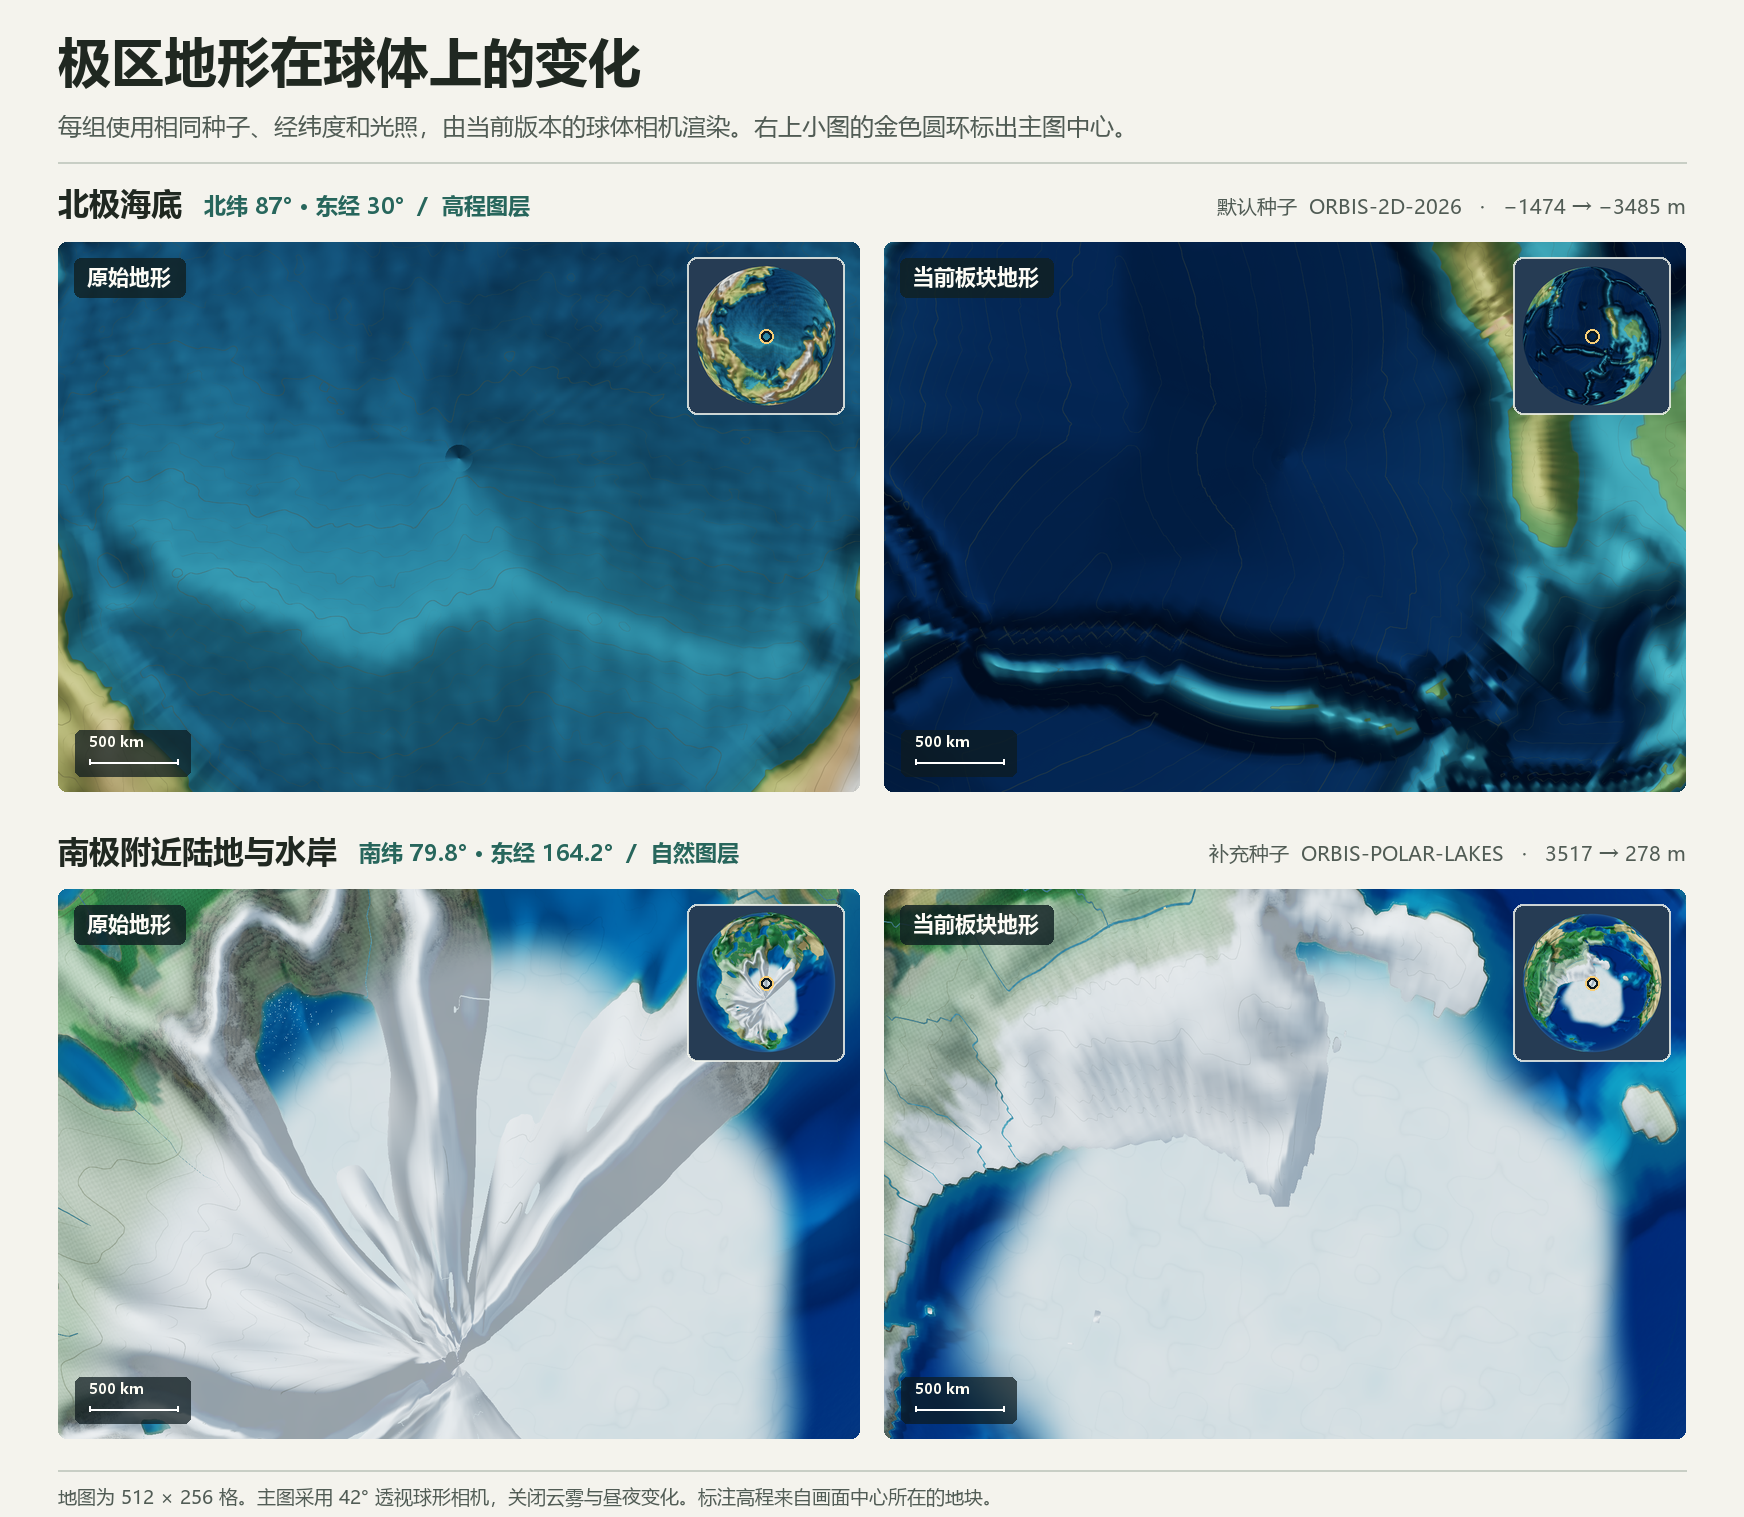 极区地形在球体上的变化
每组使用相同种子、经纬度和光照，由当前版本的球体相机渲染。右上小图的金色圆环标出主图中心。
北极海底 北纬 87° • 东经 30° / 高程图层 默认种子 ORBIS-2D-2026 · −1474 → −3485 m
原始地形
当前板块地形
500 km
500 km
南极附近陆地与水岸 南纬 79.8° • 东经 164.2° / 自然图层 补充种子 ORBIS-POLAR-LAKES · 3517 → 278 m
原始地形
当前板块地形
500 km
500 km
地图为 512 × 256 格。主图采用 42° 透视球形相机，关闭云雾与昼夜变化。标注高程来自画面中心所在的地块。